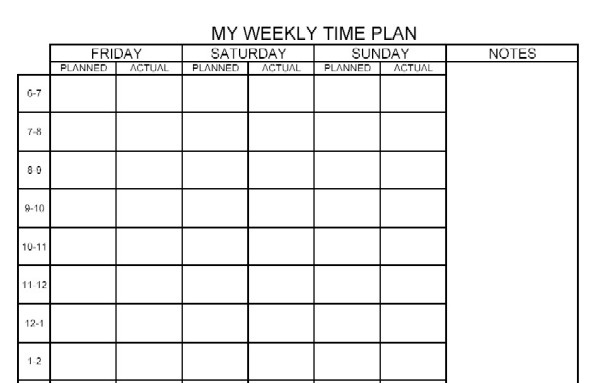 MY WEEKLY TIME PLAN
FRIDAY SATURDAY SUNDAY NOTES
PLANNED ACTUAL PLANNED ACTUAL PLANNED ACTUAL
6-7
7-8
8-9
9-10
10-11
11-12
12-1
1-2